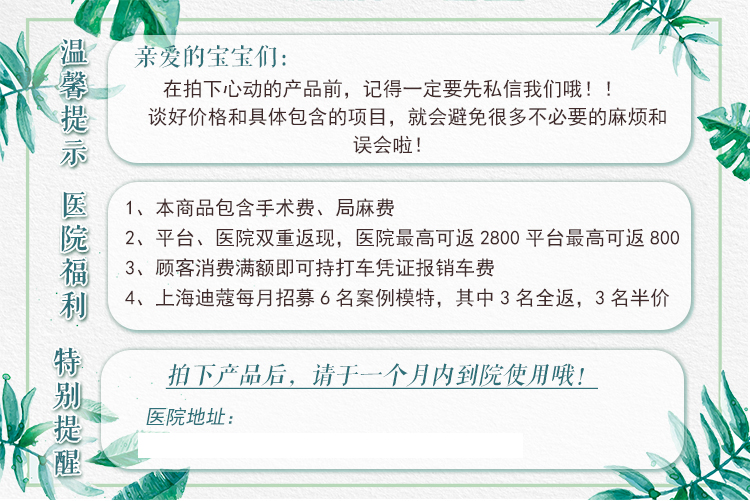 温馨提示
亲爱的宝宝们：
在拍下心动的产品前，记得一定要先私信我们哦！！
谈好价格和具体包含的项目，就会避免很多不必要的麻烦和
误会啦！
医院福利
1、本商品包含手术费、局麻费
2、平台、医院双重返现，医院最高可返 2800 平台最高可返 800
3、顾客消费满额即可持打车凭证报销车费
4、上海迪蔻每月招募 6 名案例模特，其中 3 名全返，3 名半价
特别提醒
拍下产品后，请于一个月内到院使用哦！
医院地址：